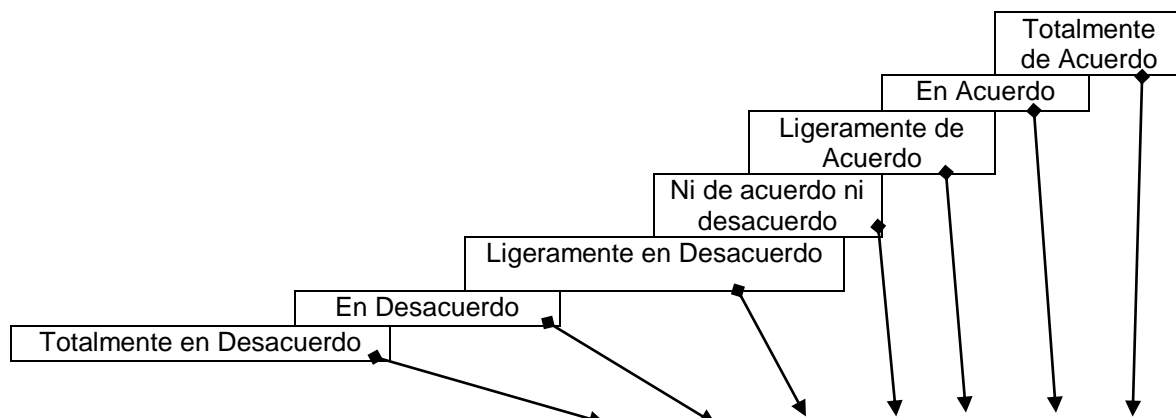 Totalmente
de Acuerdo
En Acuerdo
Ligeramente de
Acuerdo
Ni de acuerdo ni
desacuerdo
Ligeramente en Desacuerdo
En Desacuerdo
Totalmente en Desacuerdo